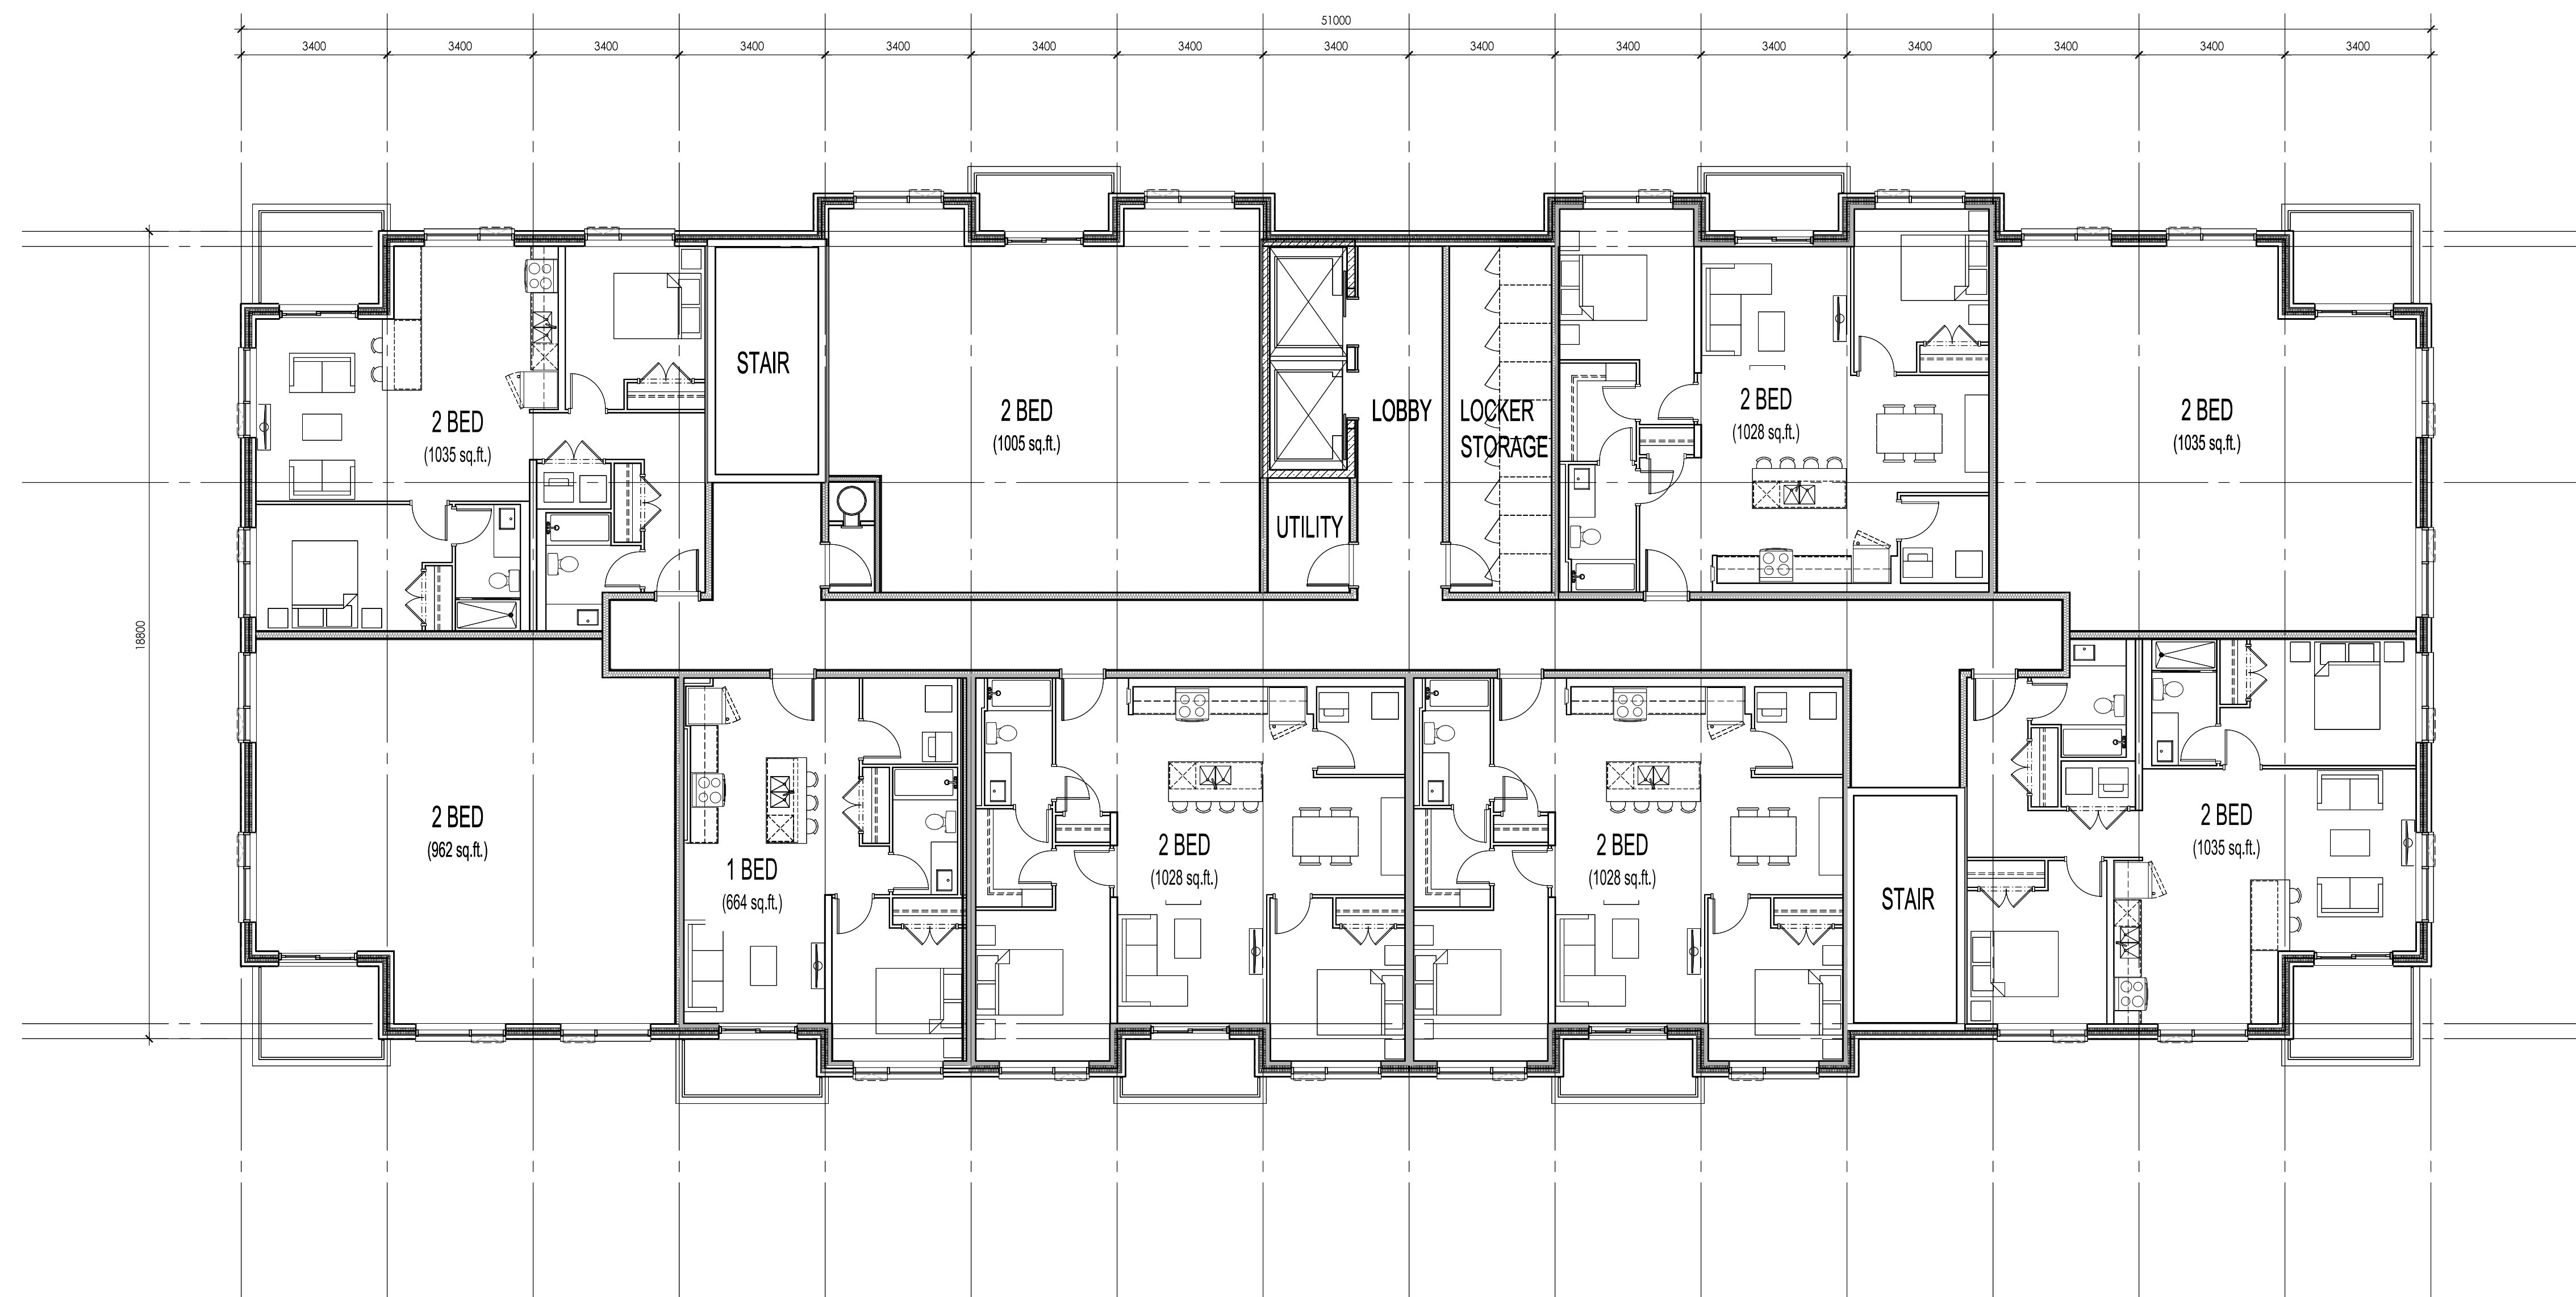 51000
3400 3400 3400 3400 3400 3400 3400 3400 3400 3400 3400 3400 3400 3400 3400
18800
2 BED
(1035 sq.ft.)
STAIR
2 BED
(1005 sq.ft.)
UTILITY
LOBBY
LOCKER
STORAGE
2 BED
(1028 sq.ft.)
2 BED
(1035 sq.ft.)
2 BED
(962 sq.ft.)
1 BED
(664 sq.ft.)
2 BED
(1028 sq.ft.)
2 BED
(1028 sq.ft.)
STAIR
2 BED
(1035 sq.ft.)